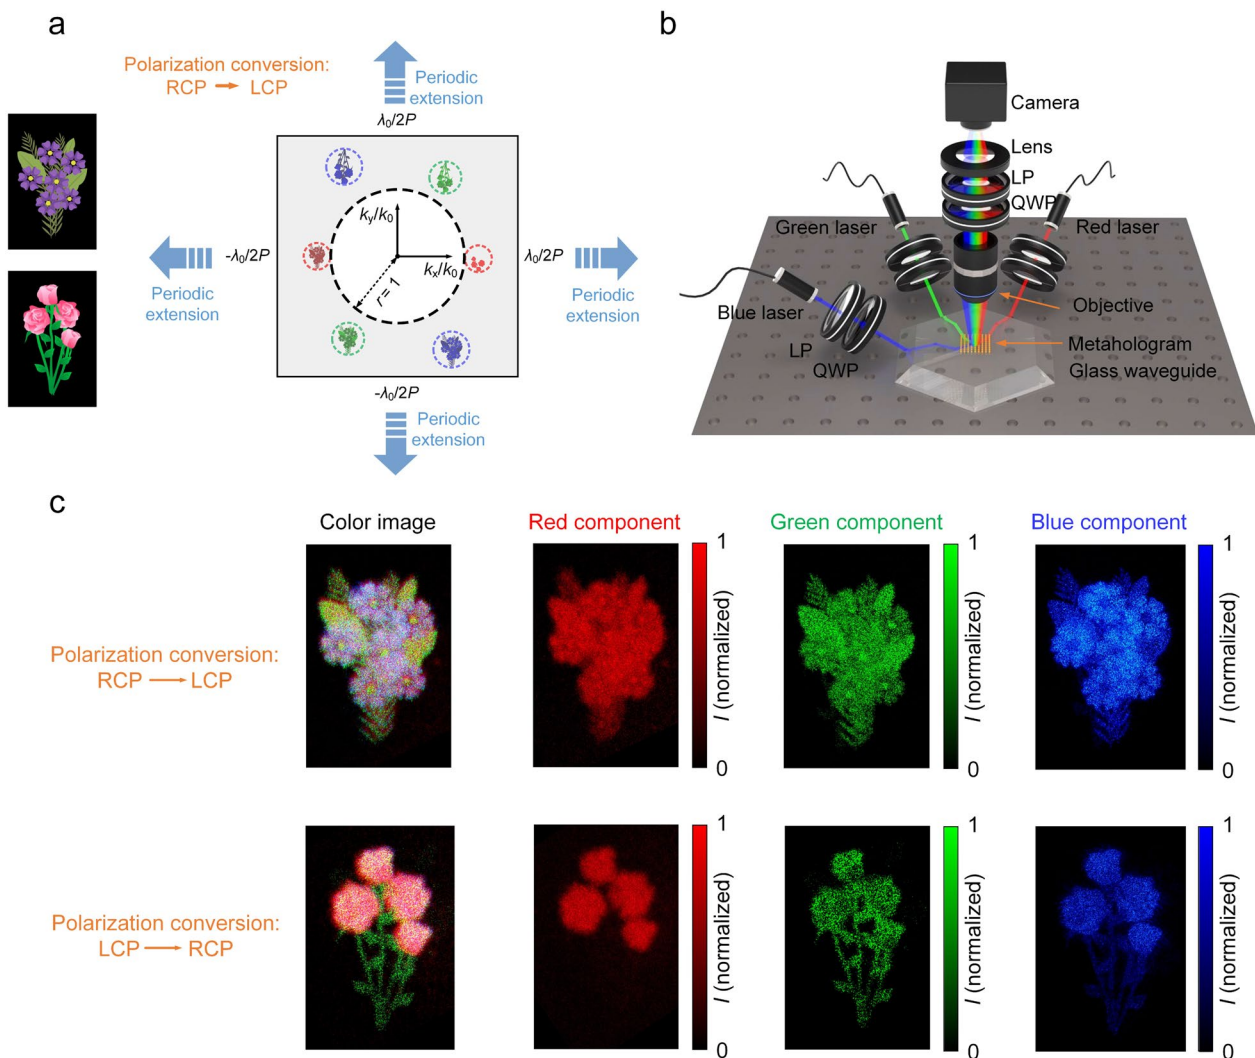 a
Polarization conversion:
RCP → LCP
Periodic
extension
λ₀/2P
k_y/k₀
k_x/k₀
r = 1
-λ₀/2P
λ₀/2P
Periodic
extension
Periodic
extension
-λ₀/2P
Periodic
extension
b
Camera
Lens
LP
QWP
Green laser
Red laser
Blue laser
Objective
LP
QWP
Metahologram
Glass waveguide
c
Color image
Red component
Green component
Blue component
Polarization conversion:
RCP → LCP
1
I (normalized)
0
1
I (normalized)
0
1
I (normalized)
0
Polarization conversion:
LCP → RCP
1
I (normalized)
0
1
I (normalized)
0
1
I (normalized)
0